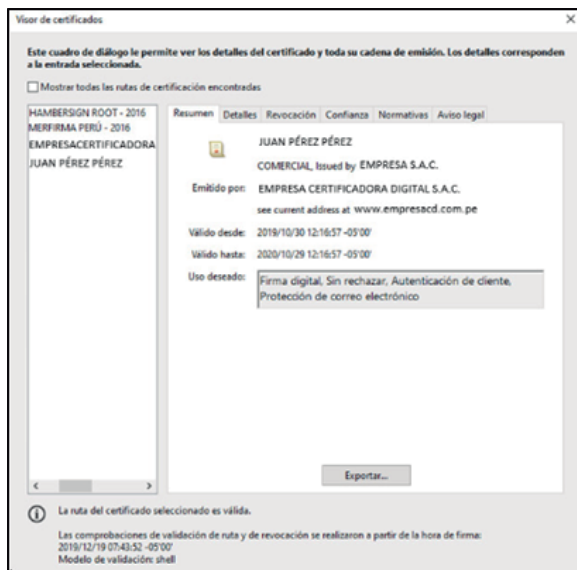 Visor de certificados
Este cuadro de diálogo le permite ver los detalles del certificado y toda su cadena de emisión. Los detalles corresponden
a la entrada seleccionada.
Mostrar todas las rutas de certificación encontradas
HAMBERSIGN ROOT - 2016
MERFIRMA PERÚ - 2016
EMPRESACERTIFICADORA
JUAN PÉREZ PÉREZ
Resumen Detalles Revocación Confianza Normativas Aviso legal
JUAN PÉREZ PÉREZ
COMERCIAL, Issued by EMPRESA S.A.C.
Emitido por: EMPRESA CERTIFICADORA DIGITAL S.A.C.
see current address at www.empresacd.com.pe
Válido desde: 2019/10/30 12:16:57 -05'00'
Válido hasta: 2020/10/29 12:16:57 -05'00'
Uso deseado: Firma digital, Sin rechazar, Autenticación de cliente,
Protección de correo electrónico
Exportar...
La ruta del certificado seleccionado es válida.
Las comprobaciones de validación de ruta y de revocación se realizaron a partir de la hora de firma:
2019/12/19 07:43:52 -05'00'
Modelo de validación: shell